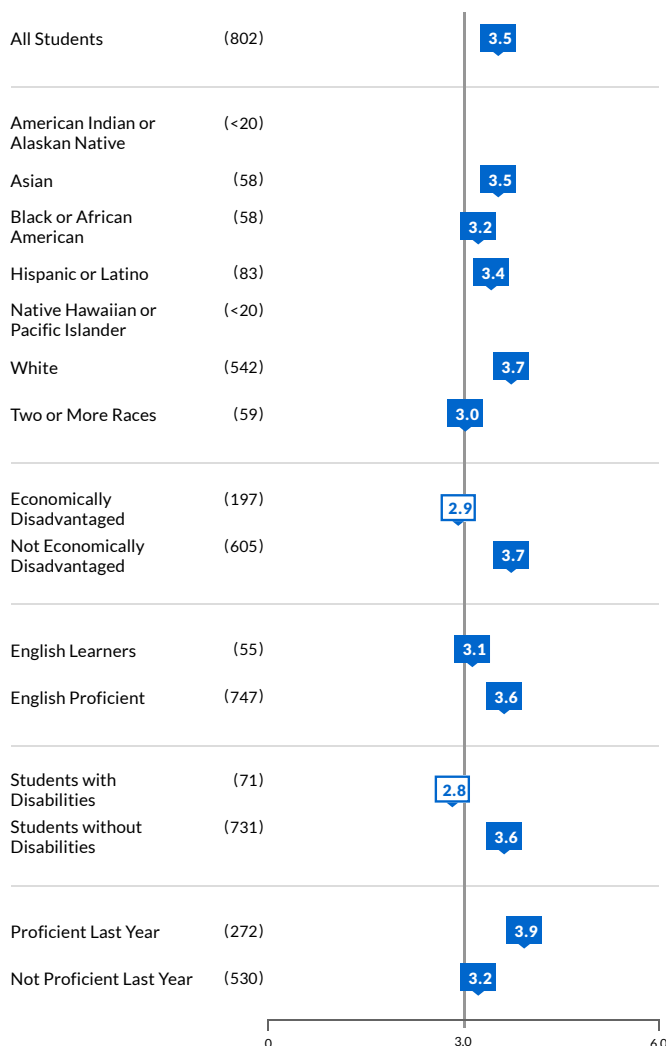 All Students (802) 3.5
American Indian or (<20)
Alaskan Native
Asian (58) 3.5
Black or African (58) 3.2
American
Hispanic or Latino (83) 3.4
Native Hawaiian or (<20)
Pacific Islander
White (542) 3.7
Two or More Races (59) 3.0
Economically (197) 2.9
Disadvantaged
Not Economically (605) 3.7
Disadvantaged
English Learners (55) 3.1
English Proficient (747) 3.6
Students with (71) 2.8
Disabilities
Students without (731) 3.6
Disabilities
Proficient Last Year (272) 3.9
Not Proficient Last Year (530) 3.2
0 3.0 6.0